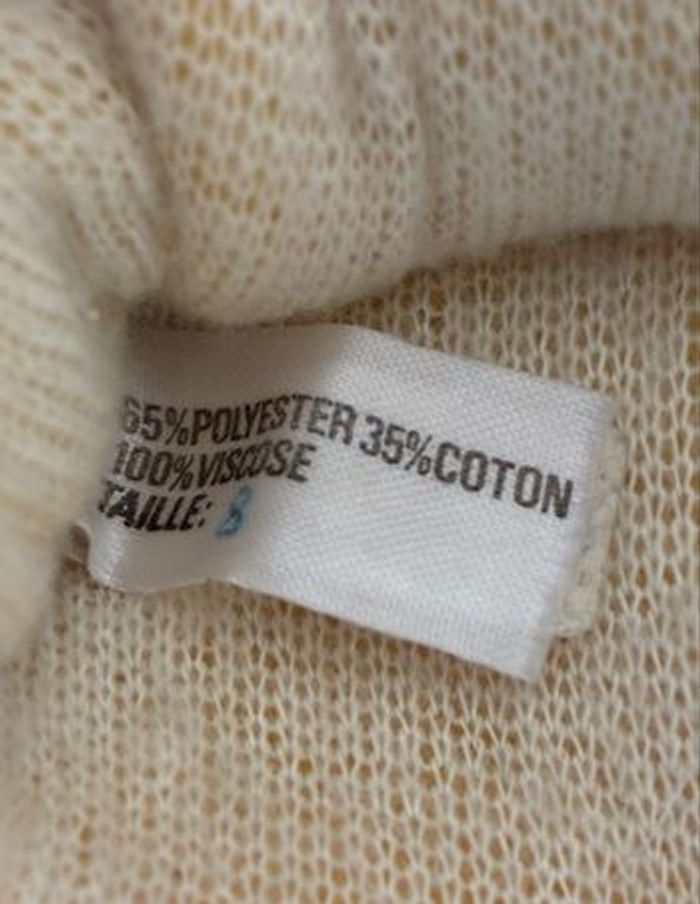 65%POLYESTER 35%COTON
100%VISCOSE
TAILLE: 8